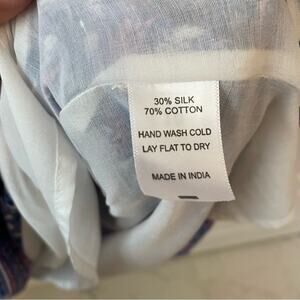 30% SILK
70% COTTON
HAND WASH COLD
LAY FLAT TO DRY
MADE IN INDIA